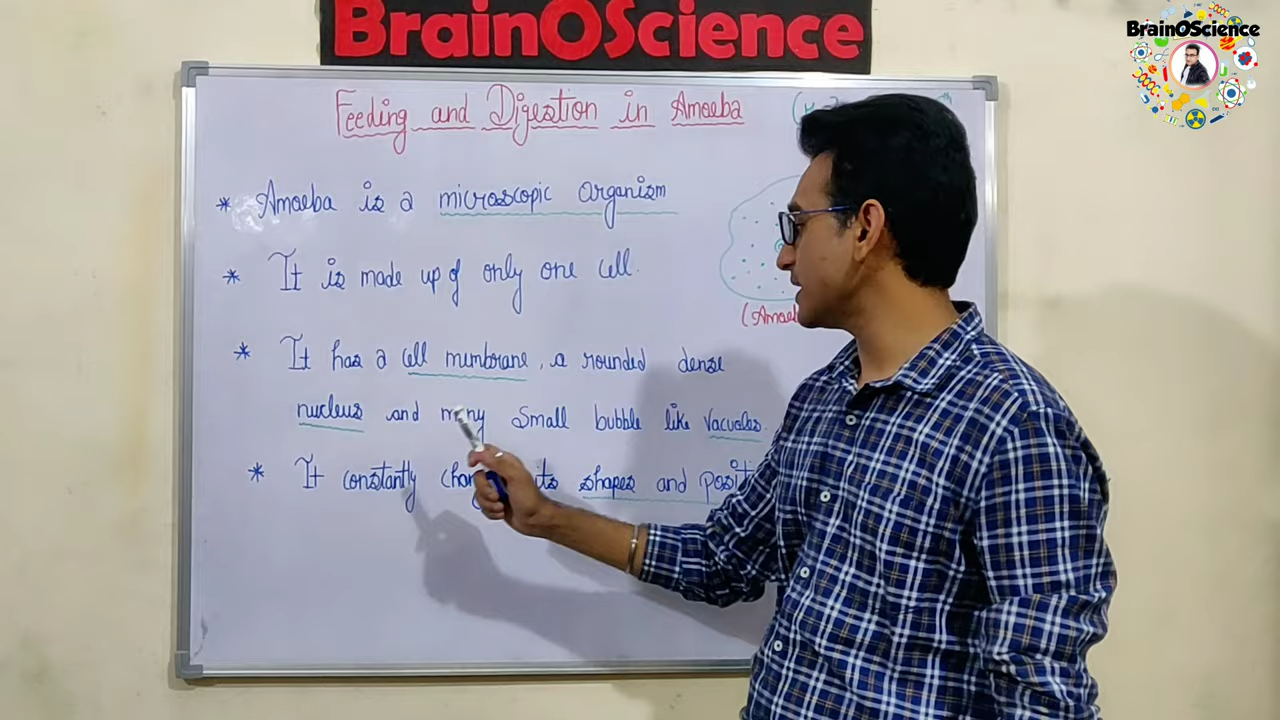 BrainOScience
BrainOScience
Feeding and Digestion in Amoeba
* Amoeba is a microscopic organism
* It is made up of only one cell.
* It has a cell membrane, a rounded dense
nucleus and many small bubble like vacuoles.
* It constantly its shapes and